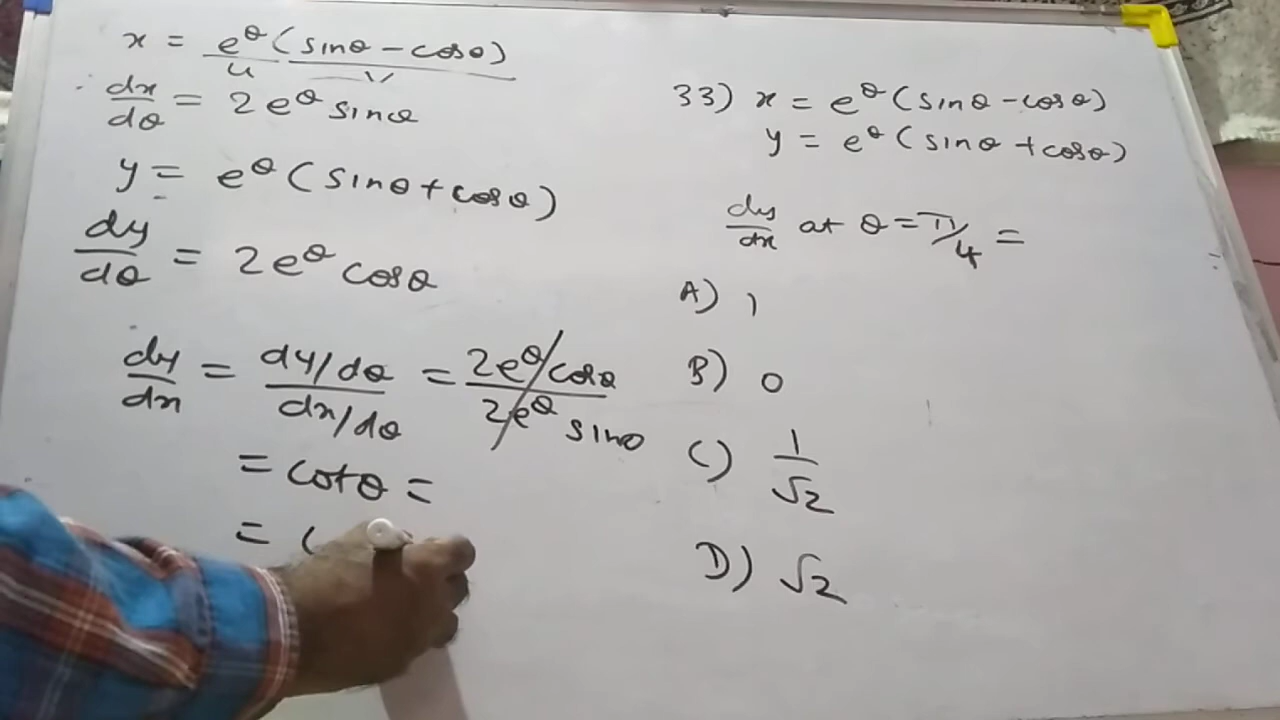 x = e^θ (sinθ - cosθ)
u v
dx/dθ = 2e^θ sinθ
y = e^θ (sinθ + cosθ)
dy/dθ = 2e^θ cosθ
dy/dx = dy/dθ / dx/dθ = 2e^θ cosθ / 2e^θ sinθ
= cotθ =
= (
33) x = e^θ (sinθ - cosθ)
y = e^θ (sinθ + cosθ)
dy/dx at θ = π/4 =
A) 1
B) 0
C) 1/√2
D) √2